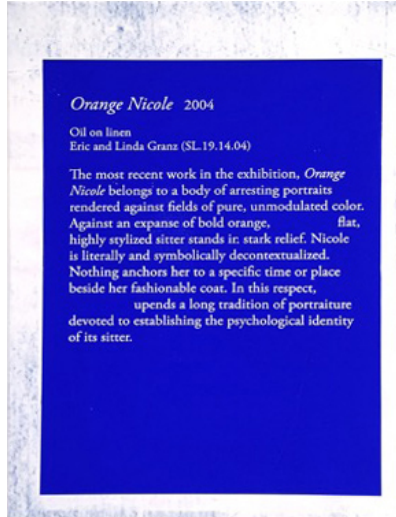 Orange Nicole 2004
Oil on linen
Eric and Linda Granz (SL.19.14.04)
The most recent work in the exhibition, Orange
Nicole belongs to a body of arresting portraits
rendered against fields of pure, unmodulated color.
Against an expanse of bold orange, flat,
highly stylized sitter stands in stark relief. Nicole
is literally and symbolically decontextualized.
Nothing anchors her to a specific time or place
beside her fashionable coat. In this respect,
upends a long tradition of portraiture
devoted to establishing the psychological identity
of its sitter.